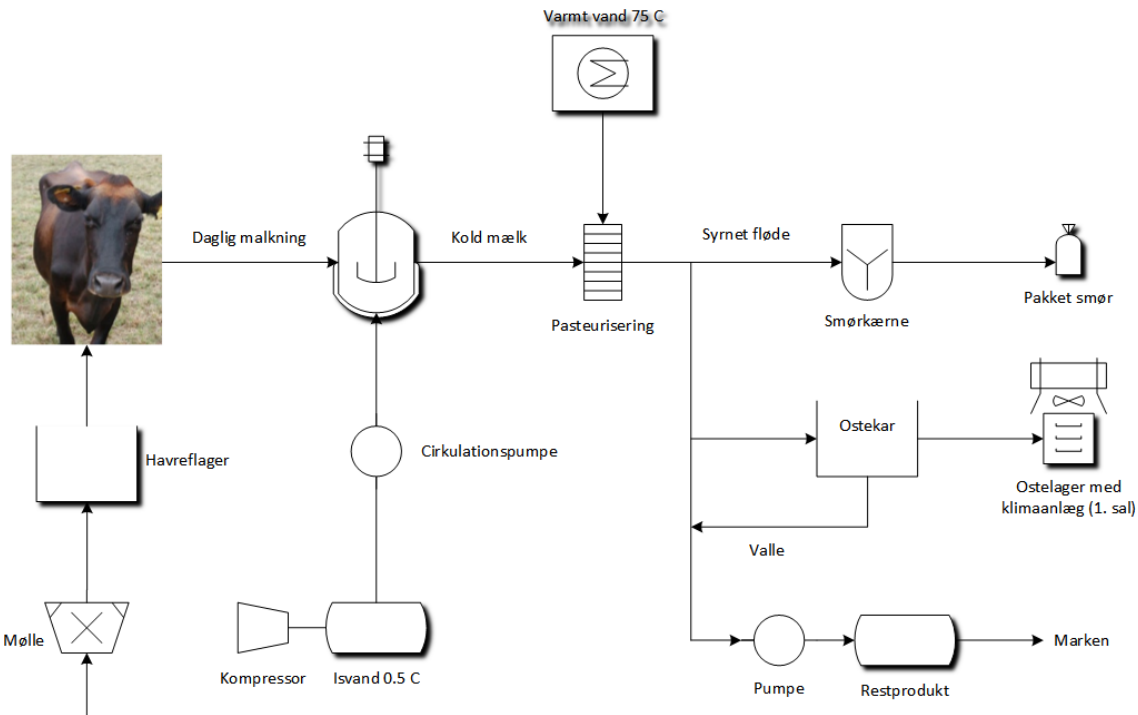 Varmt vand 75 C
Daglig malkning
Kold mælk
Syrnet fløde
Pasteurisering
Smørkærne
Pakket smør
Havreflager
Cirkulationspumpe
Ostekar
Ostelager med
klimaanlæg (1. sal)
Valle
Mølle
Kompressor
Isvand 0.5 C
Pumpe
Restprodukt
Marken